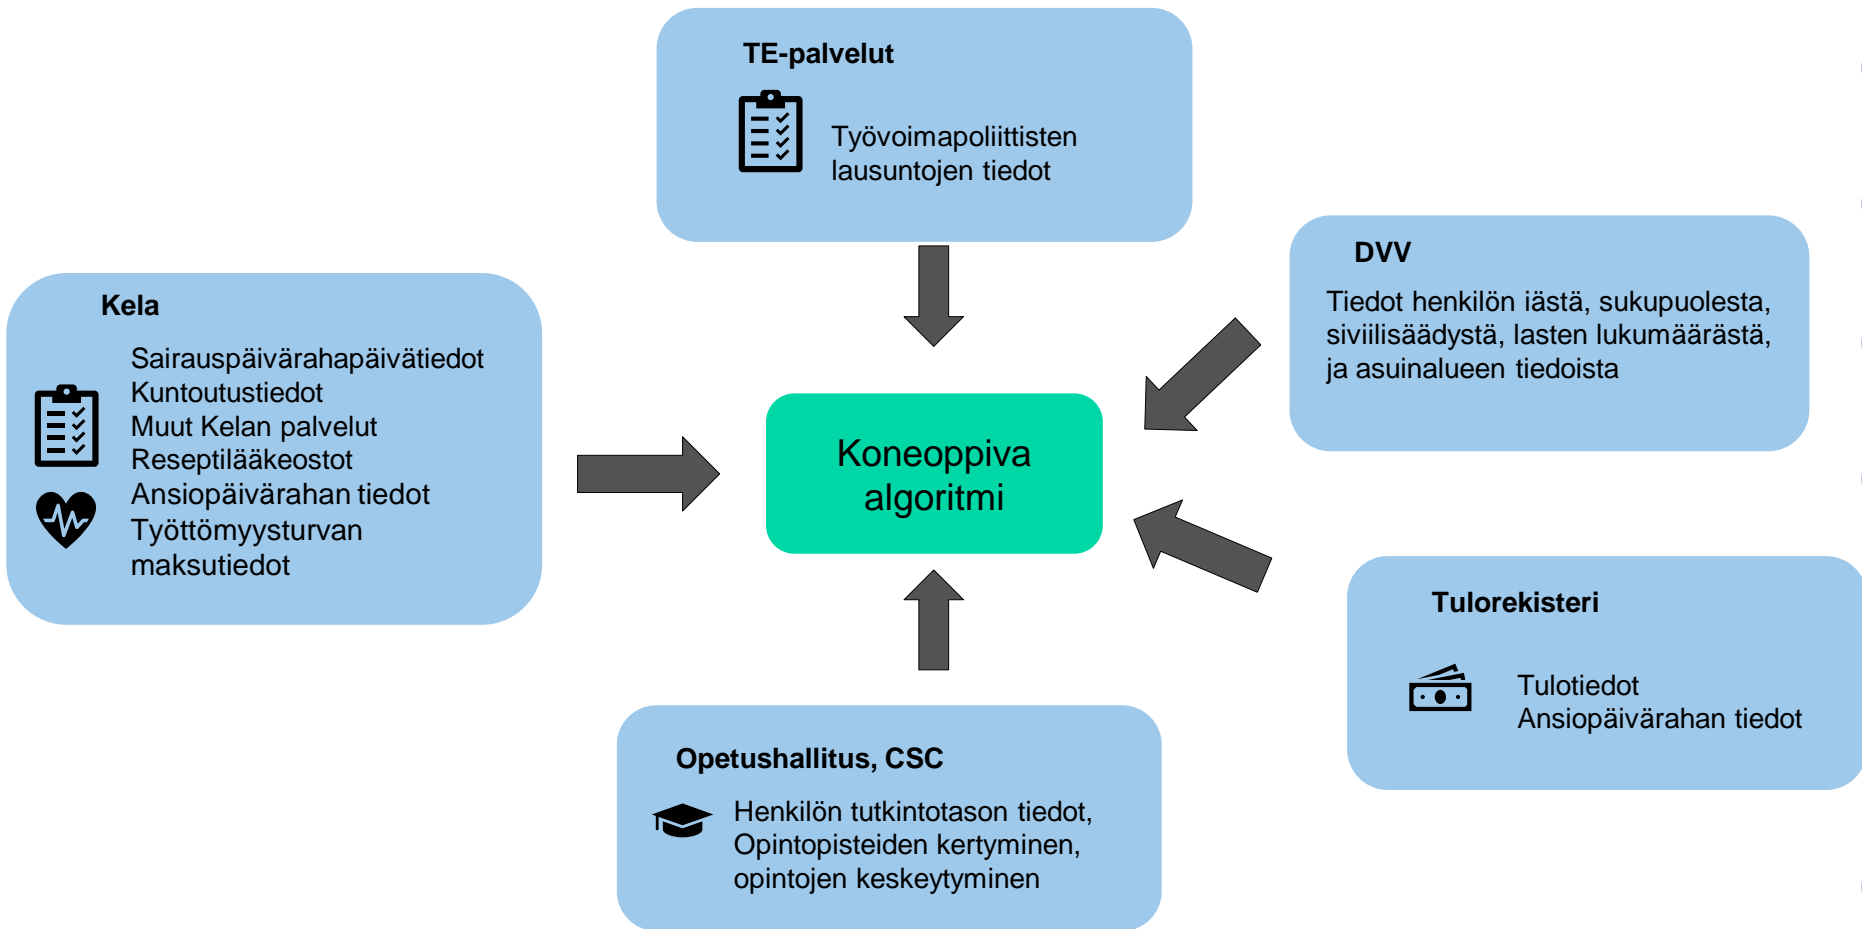 TE-palvelut
Työvoimapoliittisten
lausuntojen tiedot
DVV
Tiedot henkilön iästä, sukupuolesta,
siviilisäädystä, lasten lukumäärästä,
ja asuinalueen tiedoista
Kela
Sairauspäivärahapäivätiedot
Kuntoutustiedot
Muut Kelan palvelut
Reseptilääkeostot
Ansiopäivärahan tiedot
Työttömyysturvan
maksutiedot
Koneoppiva
algoritmi
Tulorekisteri
Tulotiedot
Ansiopäivärahan tiedot
Opetushallitus, CSC
Henkilön tutkintotason tiedot,
Opintopisteiden kertyminen,
opintojen keskeytyminen